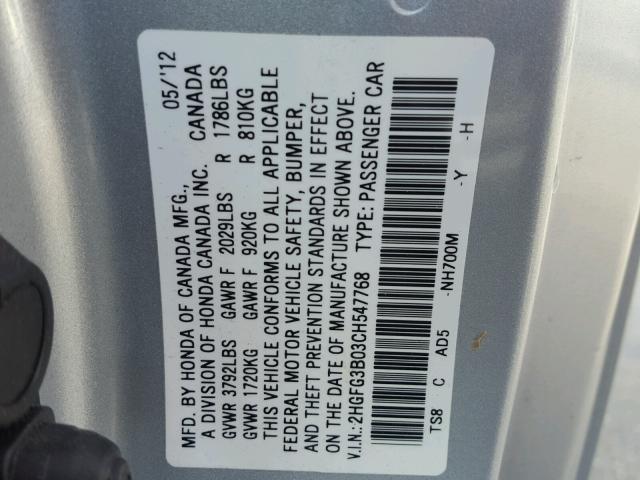 MFD. BY HONDA OF CANADA MFG., 05/'12
A DIVISION OF HONDA CANADA INC. CANADA
GVWR 3792LBS GAWR F 2029LBS R 1786LBS
GVWR 1720KG GAWR F 920KG R 810KG
THIS VEHICLE CONFORMS TO ALL APPLICABLE
FEDERAL MOTOR VEHICLE SAFETY, BUMPER,
AND THEFT PREVENTION STANDARDS IN EFFECT
ON THE DATE OF MANUFACTURE SHOWN ABOVE.
V.I.N.:2HGFG3B03CH547768 TYPE: PASSENGER CAR
TS8 C AD5 -NH700M -Y -H